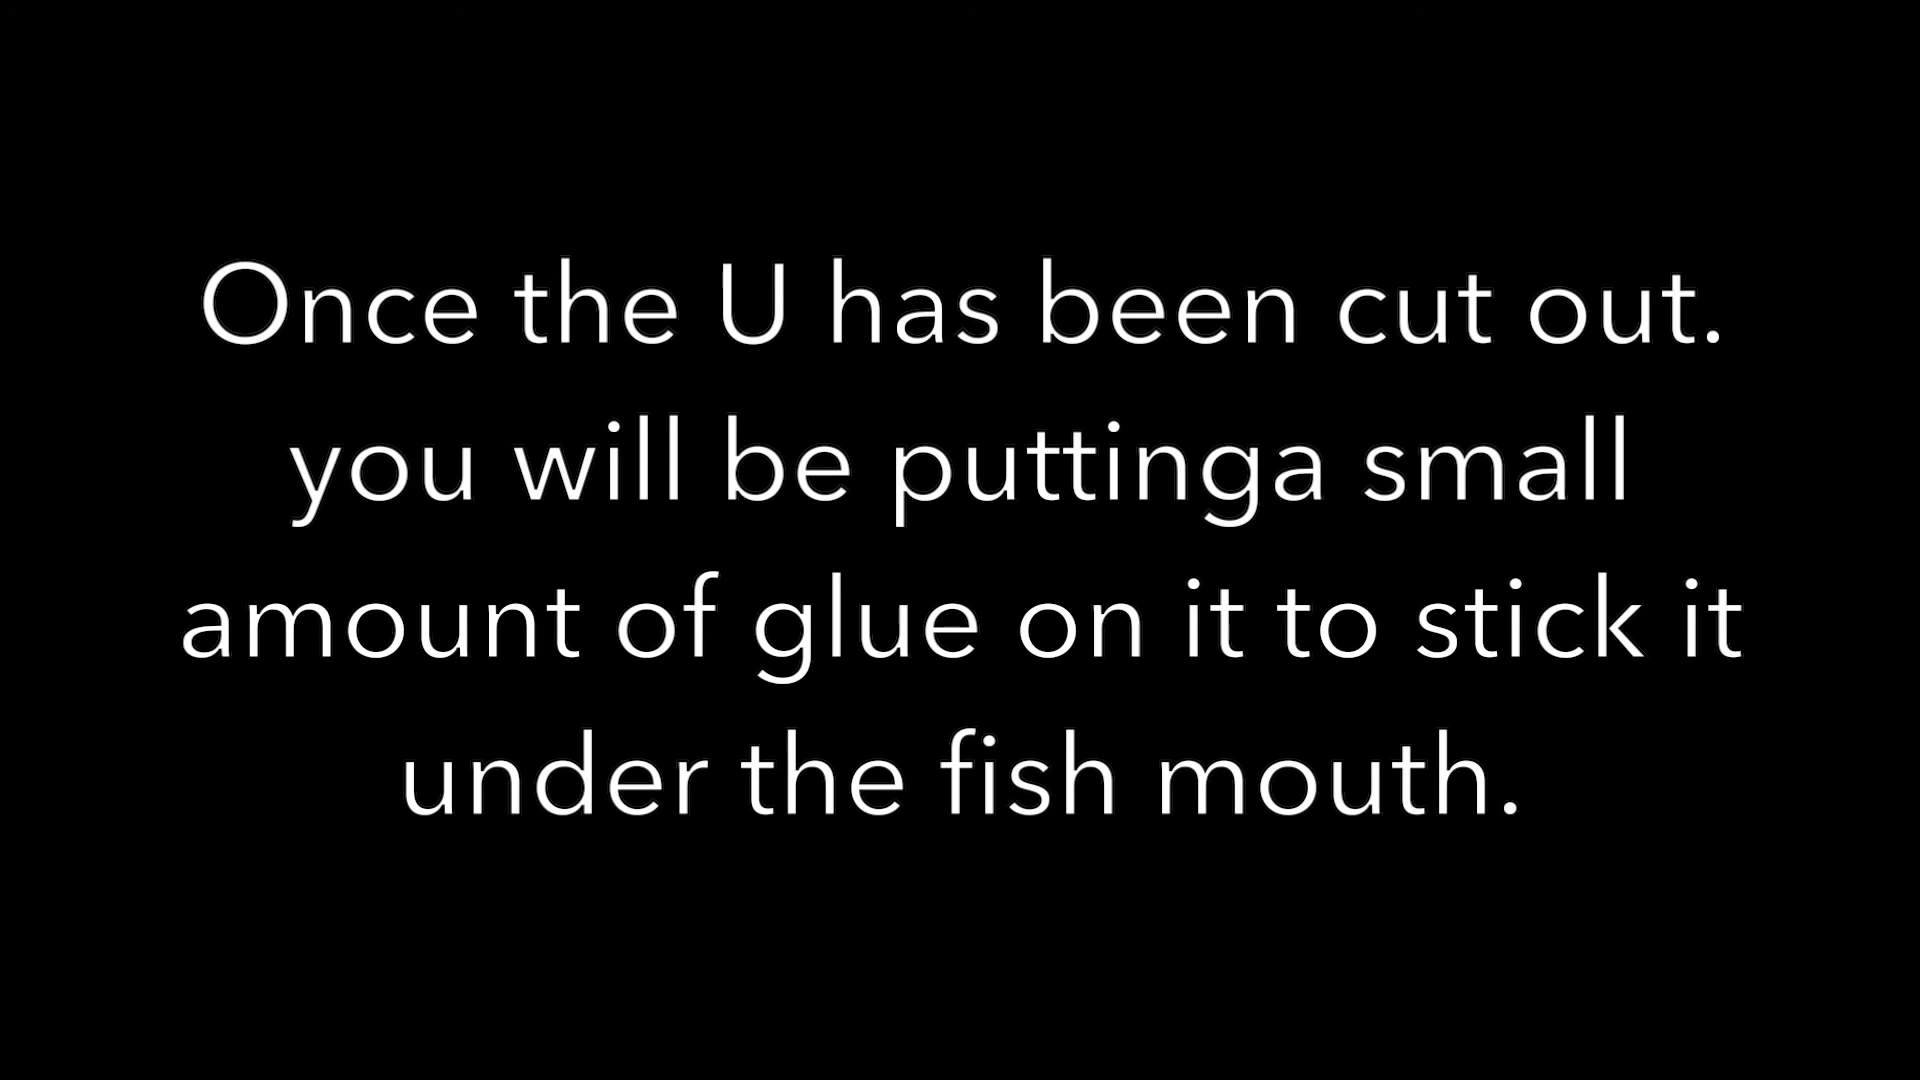 Once the U has been cut out.
you will be puttinga small
amount of glue on it to stick it
under the fish mouth.